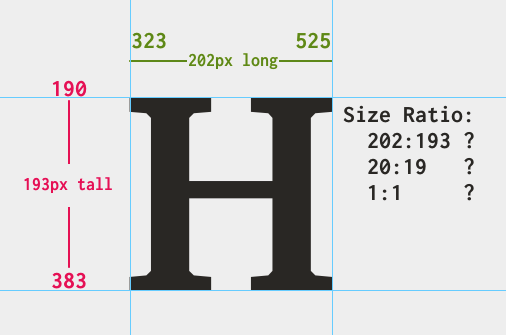 323 525
202px long
190
193px tall
383
H
Size Ratio:
202:193 ?
20:19 ?
1:1 ?